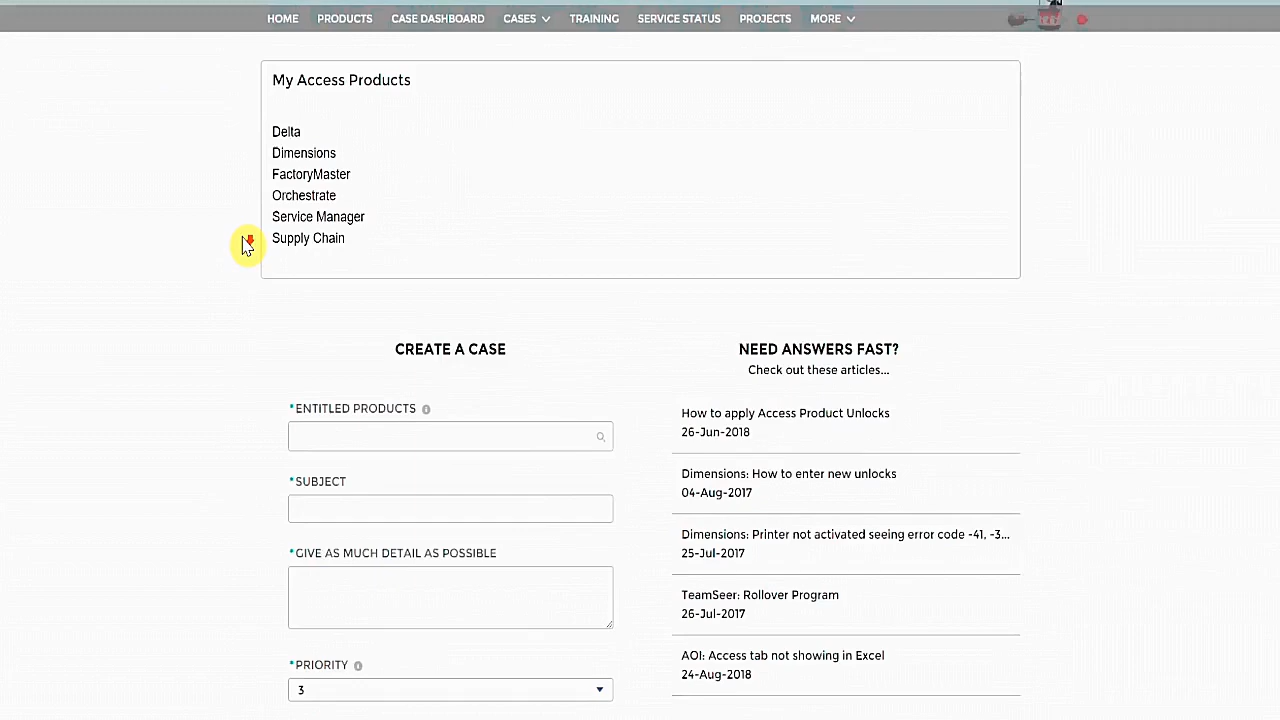 HOME PRODUCTS CASE DASHBOARD CASES TRAINING SERVICE STATUS PROJECTS MORE
My Access Products
Delta
Dimensions
FactoryMaster
Orchestrate
Service Manager
Supply Chain
CREATE A CASE
*ENTITLED PRODUCTS
*SUBJECT
*GIVE AS MUCH DETAIL AS POSSIBLE
*PRIORITY
3
NEED ANSWERS FAST?
Check out these articles...
How to apply Access Product Unlocks
26-Jun-2018
Dimensions: How to enter new unlocks
04-Aug-2017
Dimensions: Printer not activated seeing error code -41, -3...
25-Jul-2017
TeamSeer: Rollover Program
26-Jul-2017
AOI: Access tab not showing in Excel
24-Aug-2018